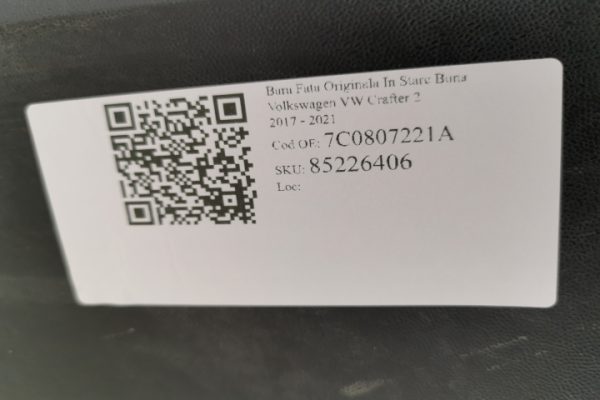 Bara Fata Originala In Stare Buna
Volkswagen VW Crafter 2
2017 - 2021
Cod OE: 7C0807221A
SKU: 85226406
Loc: